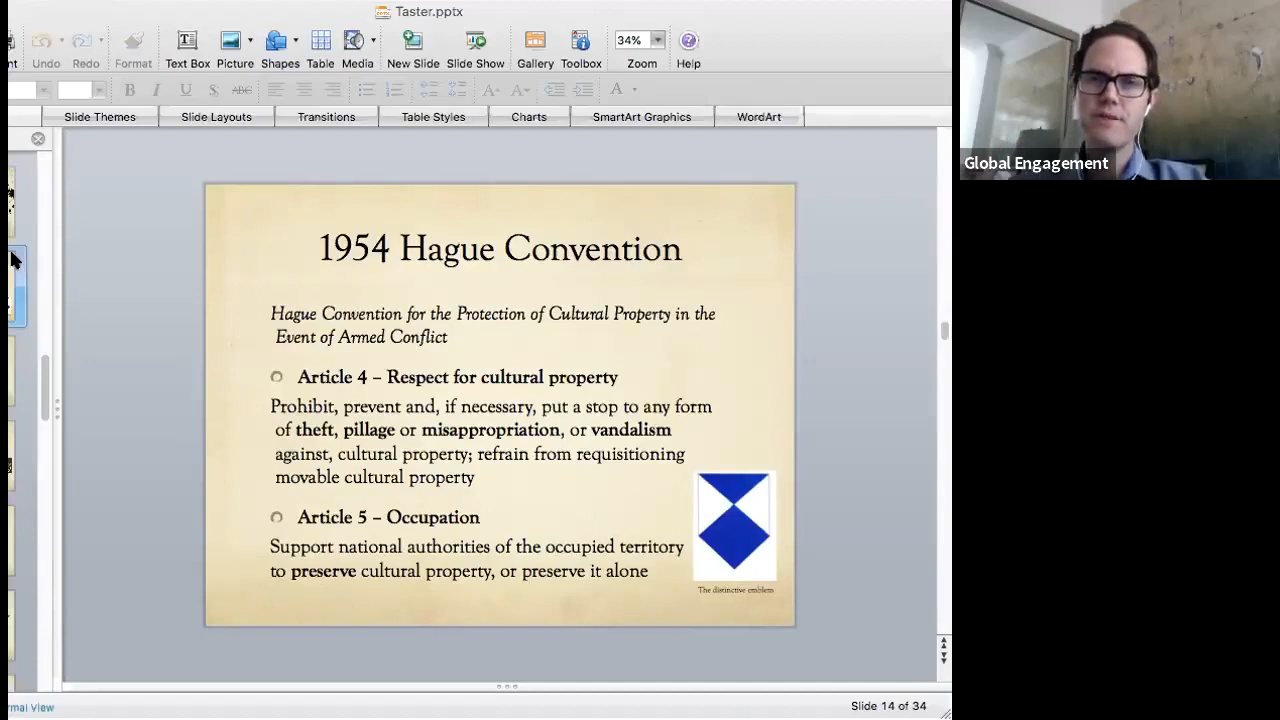 Taster.pptx
Undo Redo Format Text Box Picture Shapes Table Media New Slide Slide Show Gallery Toolbox 34% Zoom Help
B I U S ABC A A A
Slide Themes Slide Layouts Transitions Table Styles Charts SmartArt Graphics WordArt
Global Engagement
1954 Hague Convention
Hague Convention for the Protection of Cultural Property in the
Event of Armed Conflict
Article 4 – Respect for cultural property
Prohibit, prevent and, if necessary, put a stop to any form
of theft, pillage or misappropriation, or vandalism
against, cultural property; refrain from requisitioning
movable cultural property
Article 5 – Occupation
Support national authorities of the occupied territory
to preserve cultural property, or preserve it alone
The distinctive emblem
View
Slide 14 of 34